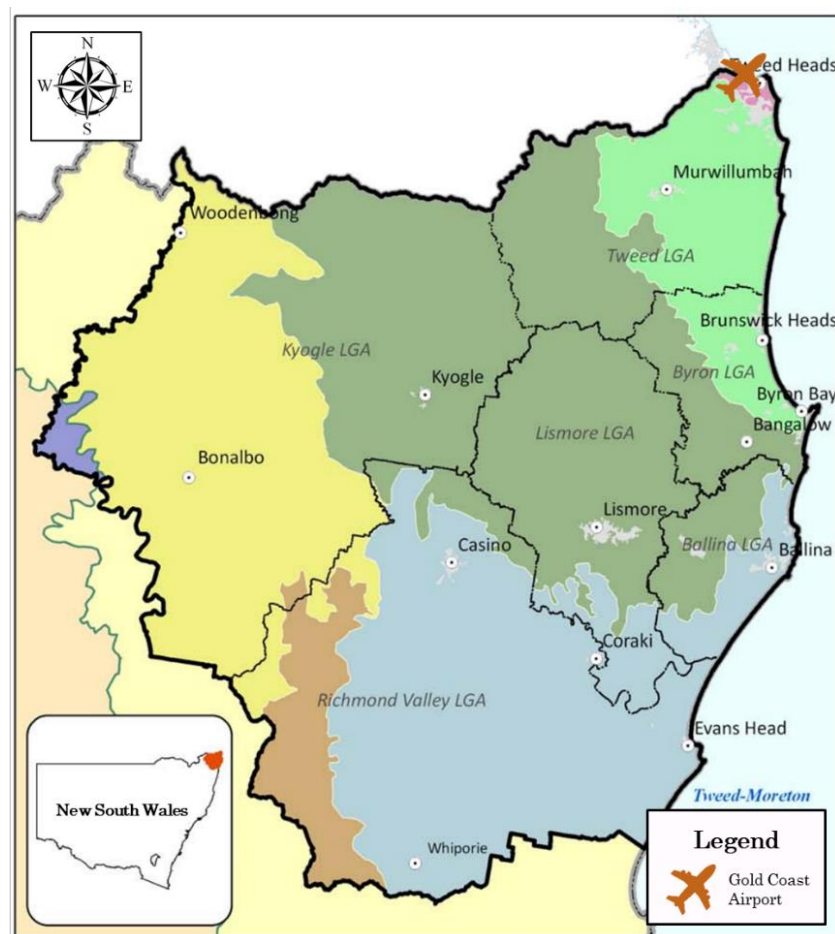 N
W E
S
Tweed Heads
Murwillumbah
Woodenbong
Tweed LGA
Brunswick Heads
Kyogle LGA
Byron LGA
Kyogle
Byron Bay
Lismore LGA
Bangalow
Bonalbo
Lismore
Casino
Ballina LGA
Ballina
Coraki
Richmond Valley LGA
Evans Head
New South Wales
Tweed-Moreton
Whiporie
Legend
Gold Coast
Airport